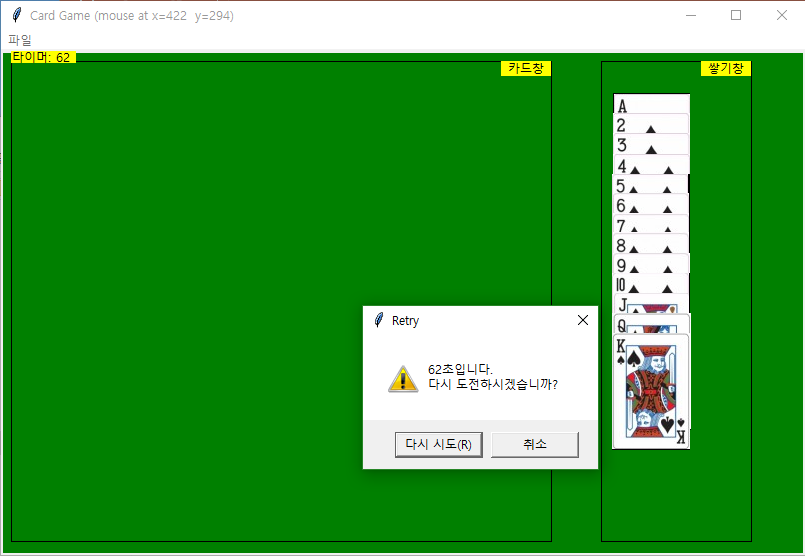 Card Game (mouse at x=422 y=294)
파일
타이머: 62
카드창
쌓기창
A
2
3
4
5
6
7
8
9
10
J
Q
K
Retry
62초입니다.
다시 도전하시겠습니까?
다시 시도(R)
취소
K